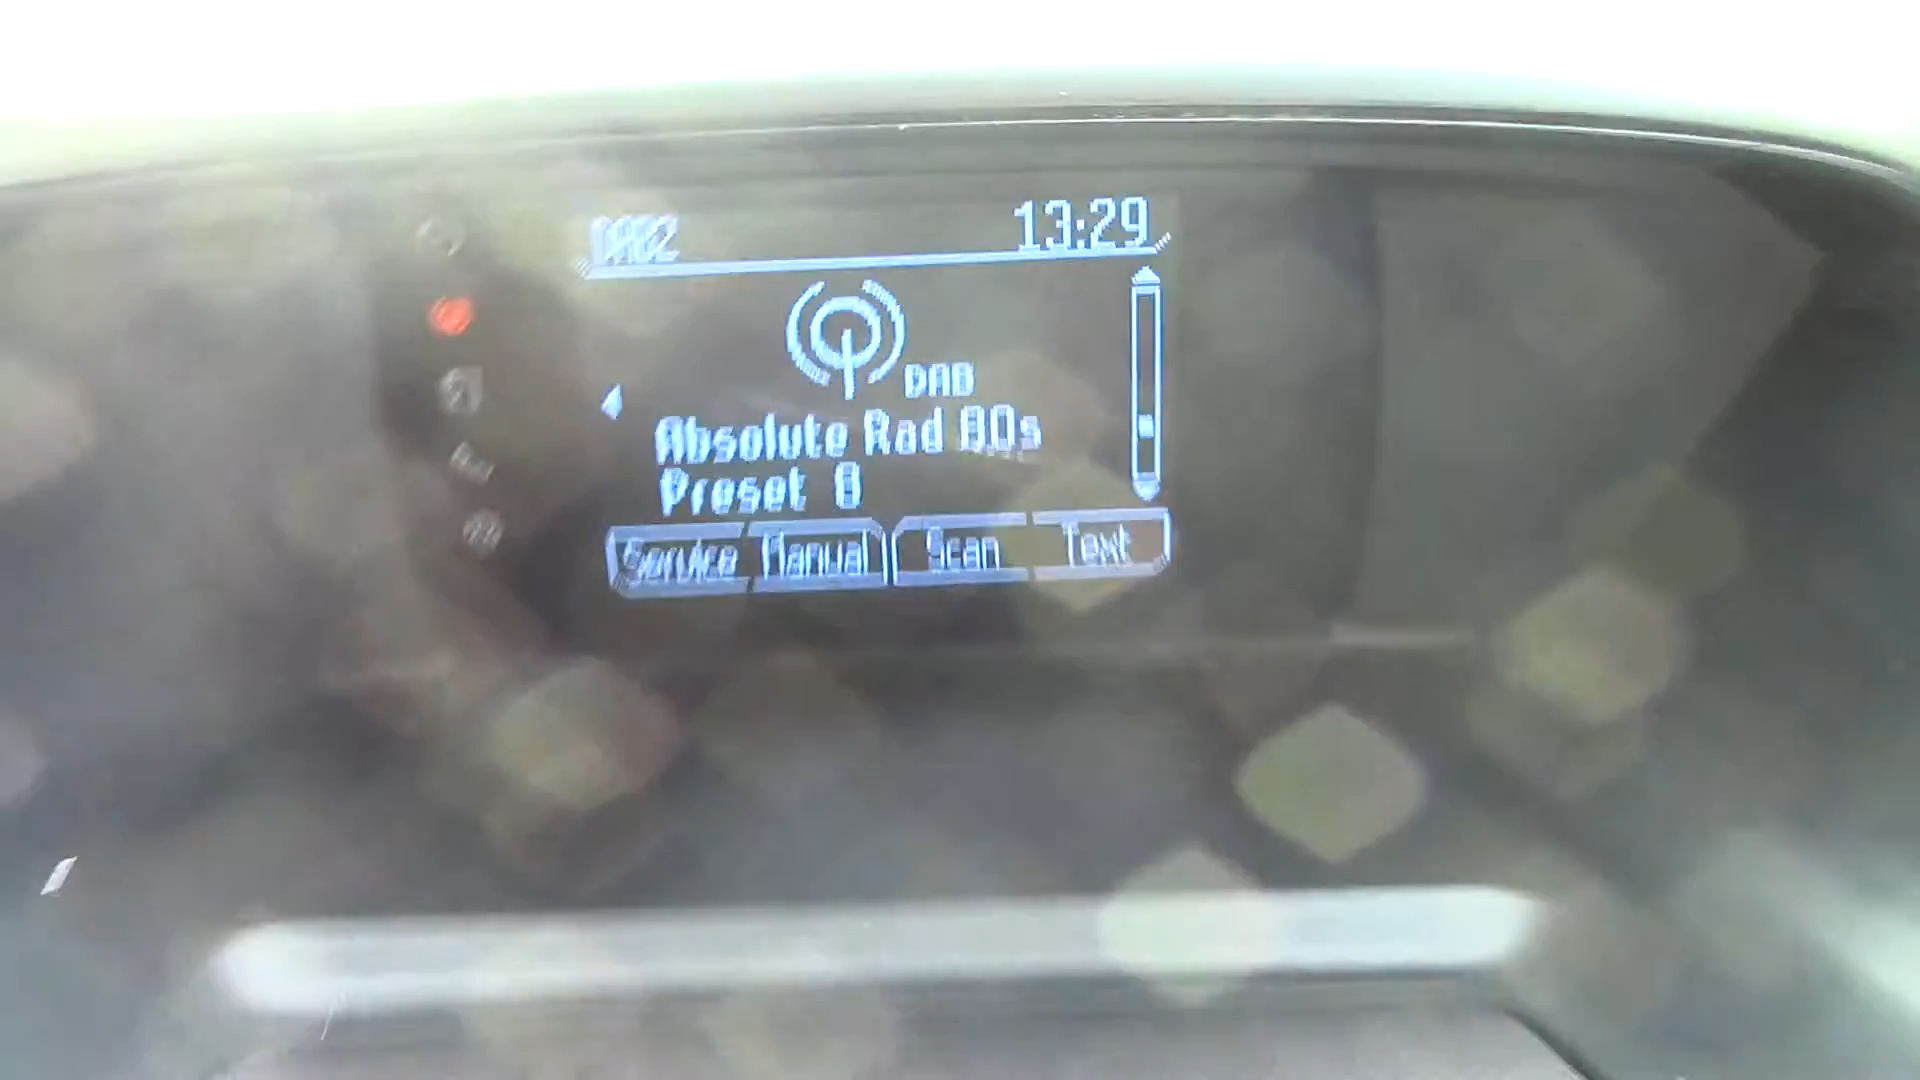 DAB2 13:29
DAB
Absolute Rad 80s
Preset 8
Service Manual Scan Text